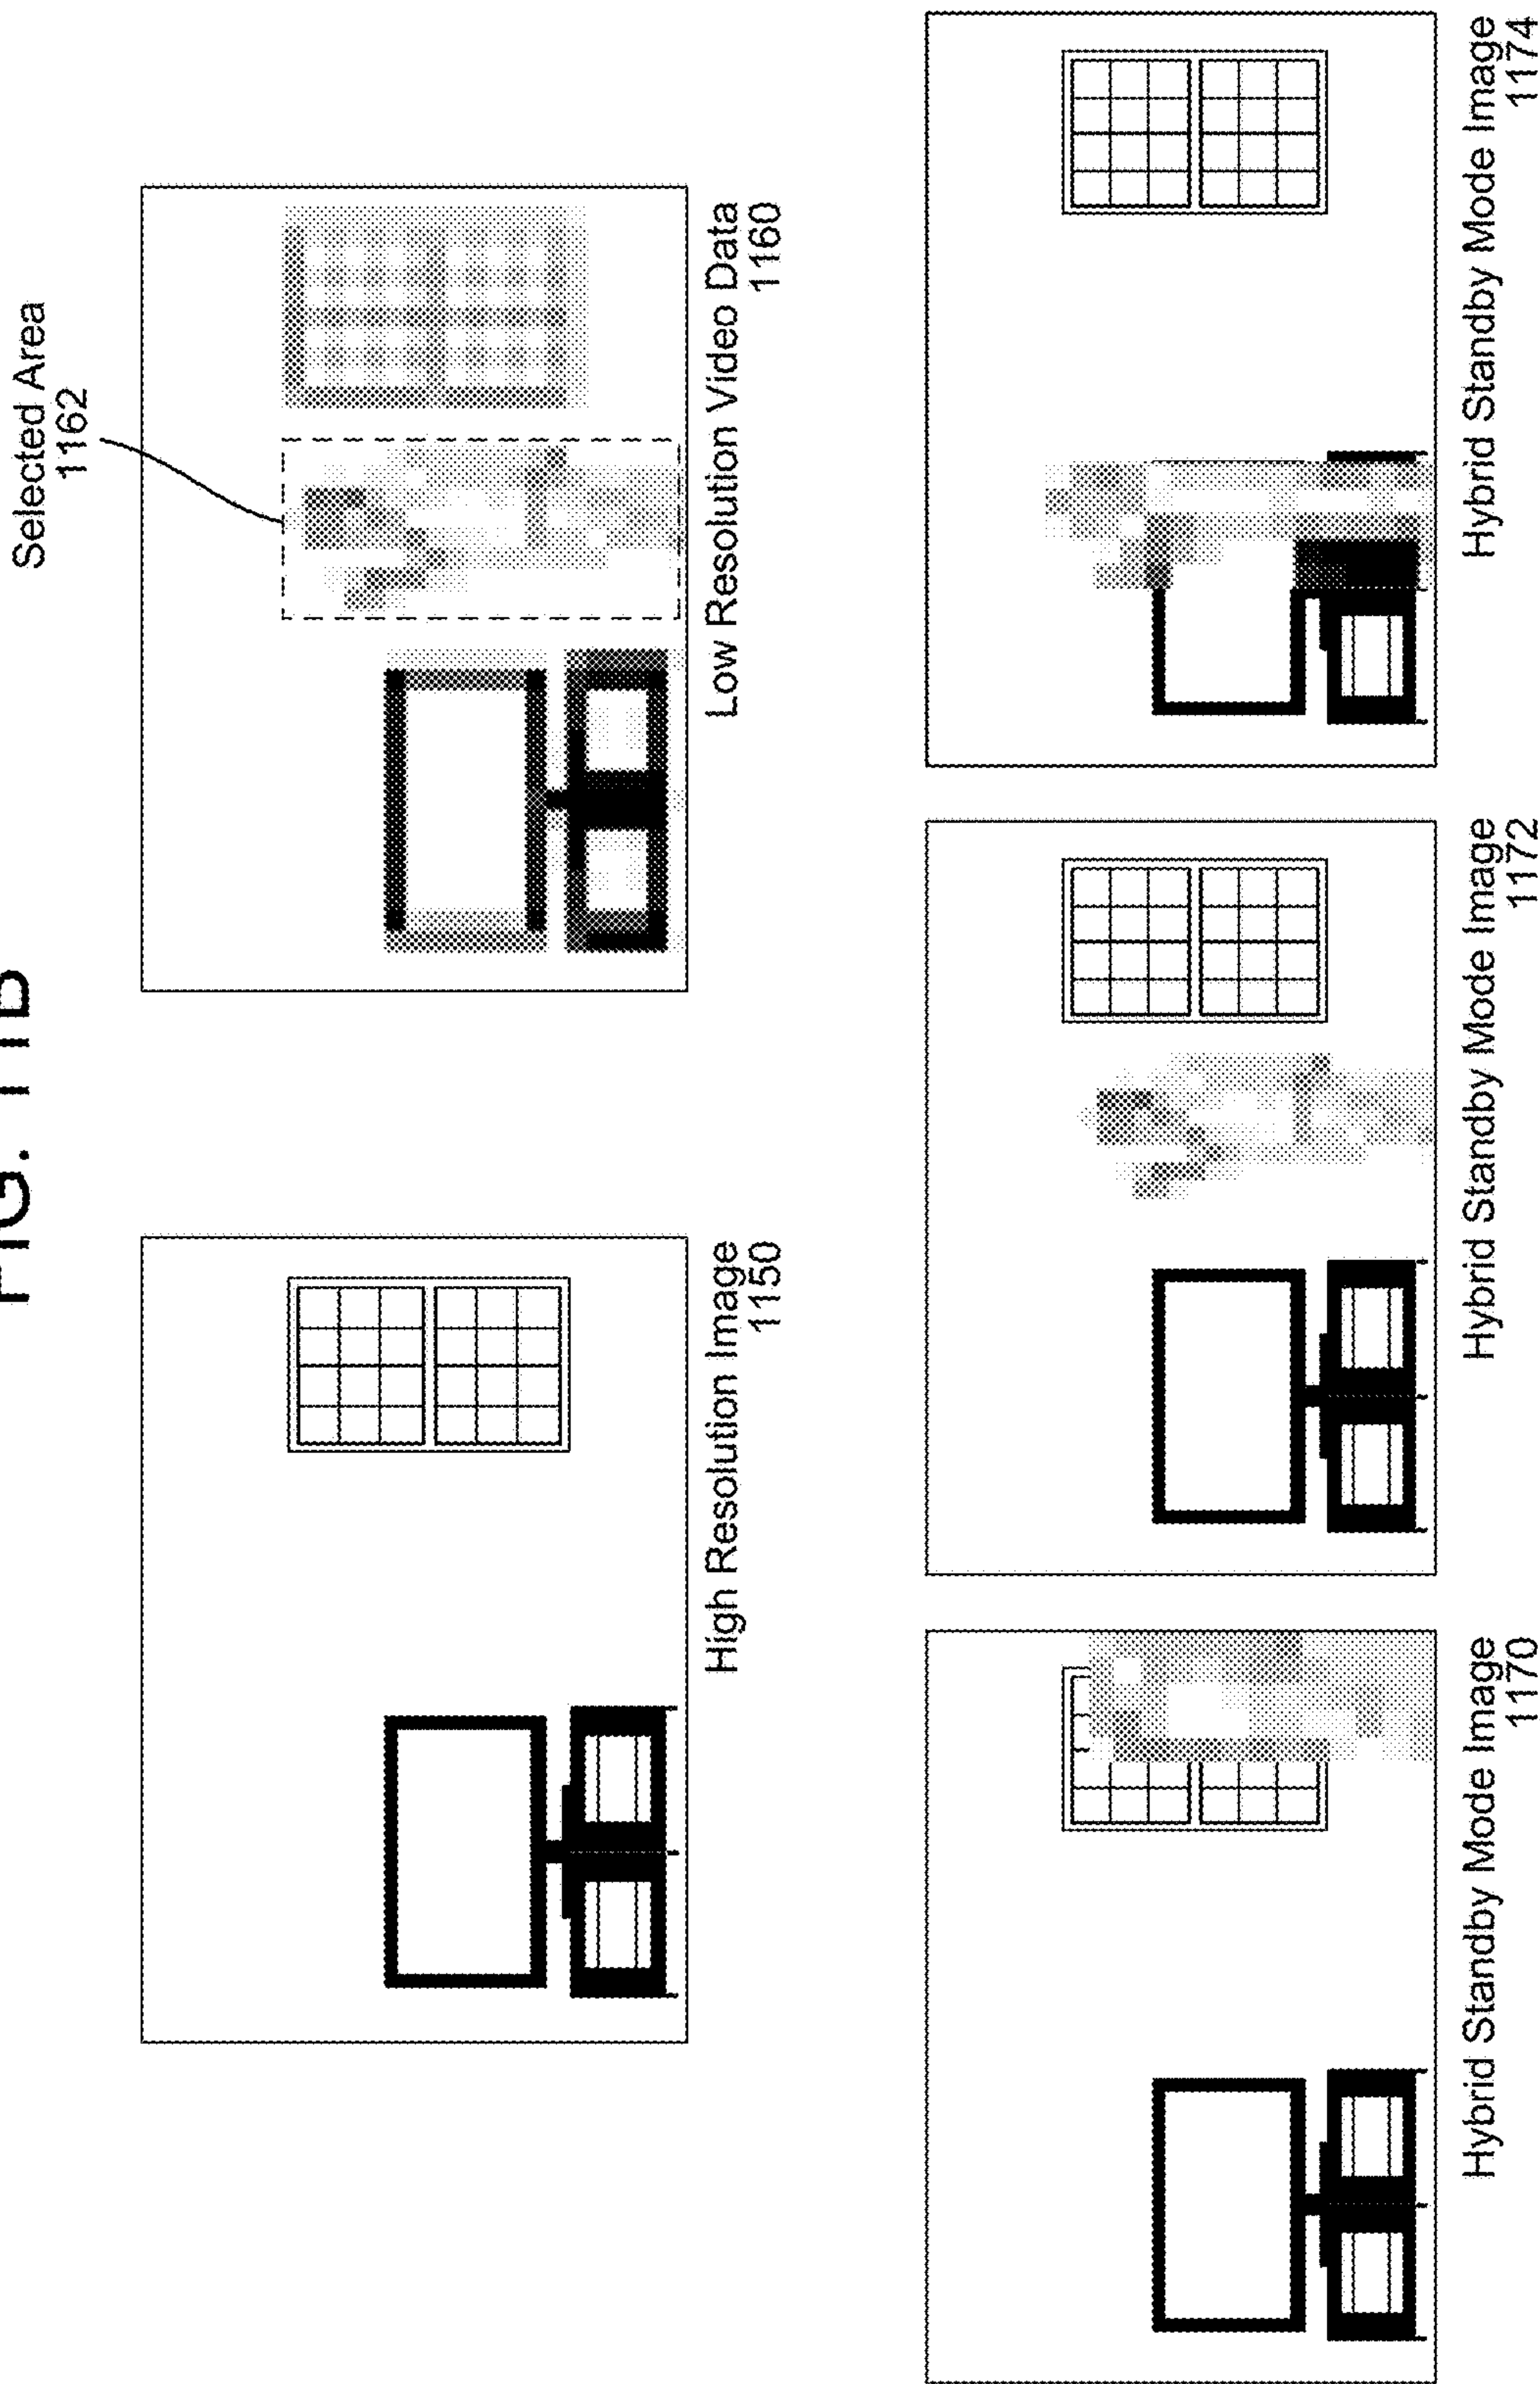 FIG. 11B
High Resolution Image
1150
Selected Area
1162
Low Resolution Video Data
1160
Hybrid Standby Mode Image
1170
Hybrid Standby Mode Image
1172
Hybrid Standby Mode Image
1174